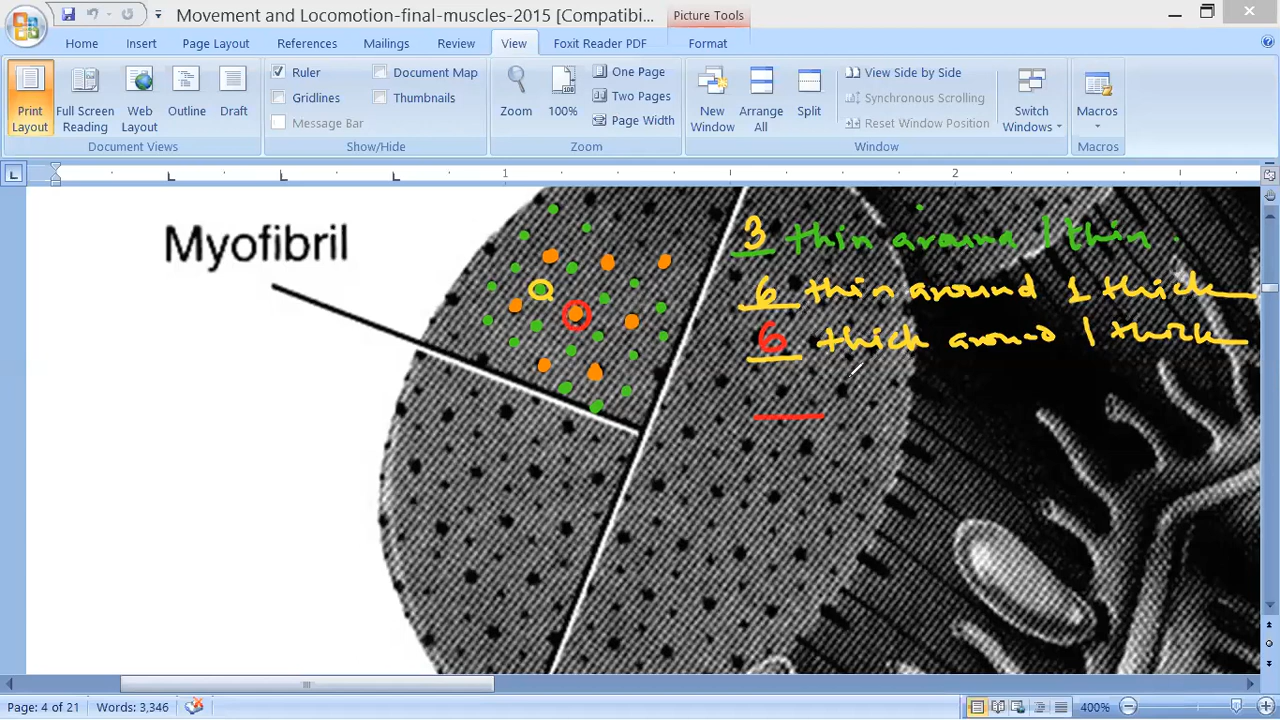 Movement and Locomotion-final-muscles-2015 [Compatibi...
Picture Tools
Home Insert Page Layout References Mailings Review View Foxit Reader PDF Format
Print Layout
Full Screen Reading
Web Layout
Outline
Draft
Document Views
Ruler
Gridlines
Message Bar
Document Map
Thumbnails
Show/Hide
Zoom
100%
One Page
Two Pages
Page Width
Zoom
New Window
Arrange All
Split
View Side by Side
Synchronous Scrolling
Reset Window Position
Switch Windows
Window
Macros
Macros
1 2
Myofibril
3 thin around 1 thin.
6 thin around 1 thick
6 thick around 1 thick
Page: 4 of 21 Words: 3,346 400%